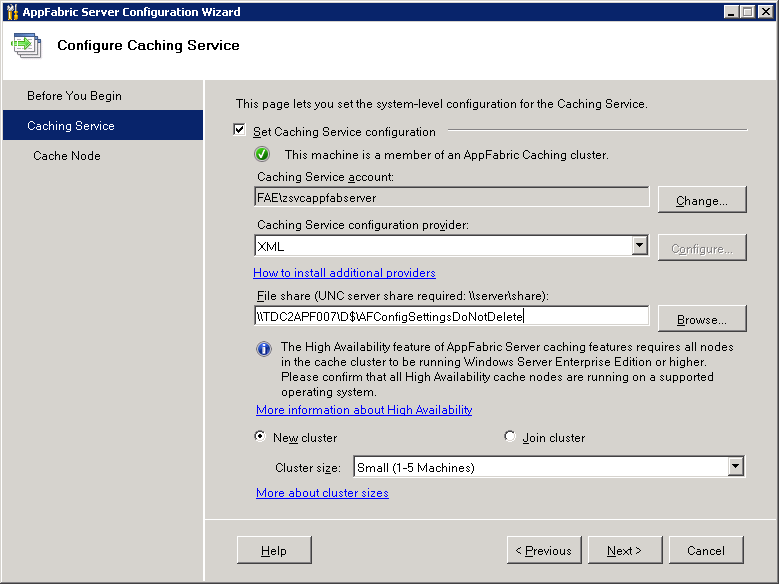 AppFabric Server Configuration Wizard
Configure Caching Service
Before You Begin
Caching Service
Cache Node
This page lets you set the system-level configuration for the Caching Service.
Set Caching Service configuration
This machine is a member of an AppFabric Caching cluster.
Caching Service account:
FAE\zsvcappfabserver
Change...
Caching Service configuration provider:
XML
Configure...
How to install additional providers
File share (UNC server share required: \\server\share):
\\TDC2APF007\D$\AFConfigSettingsDoNotDelete
Browse...
The High Availability feature of AppFabric Server caching features requires all nodes
in the cache cluster to be running Windows Server Enterprise Edition or higher.
Please confirm that all High Availability cache nodes are running on a supported
operating system.
More information about High Availability
New cluster
Join cluster
Cluster size:
Small (1-5 Machines)
More about cluster sizes
Help
< Previous
Next >
Cancel